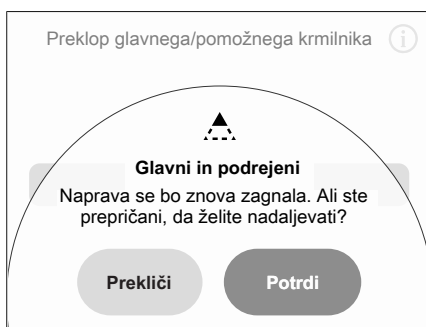 Preklop glavnega/pomožnega krmilnika
Glavni in podrejeni
Naprava se bo znova zagnala. Ali ste
prepričani, da želite nadaljevati?
Prekliči
Potrdi